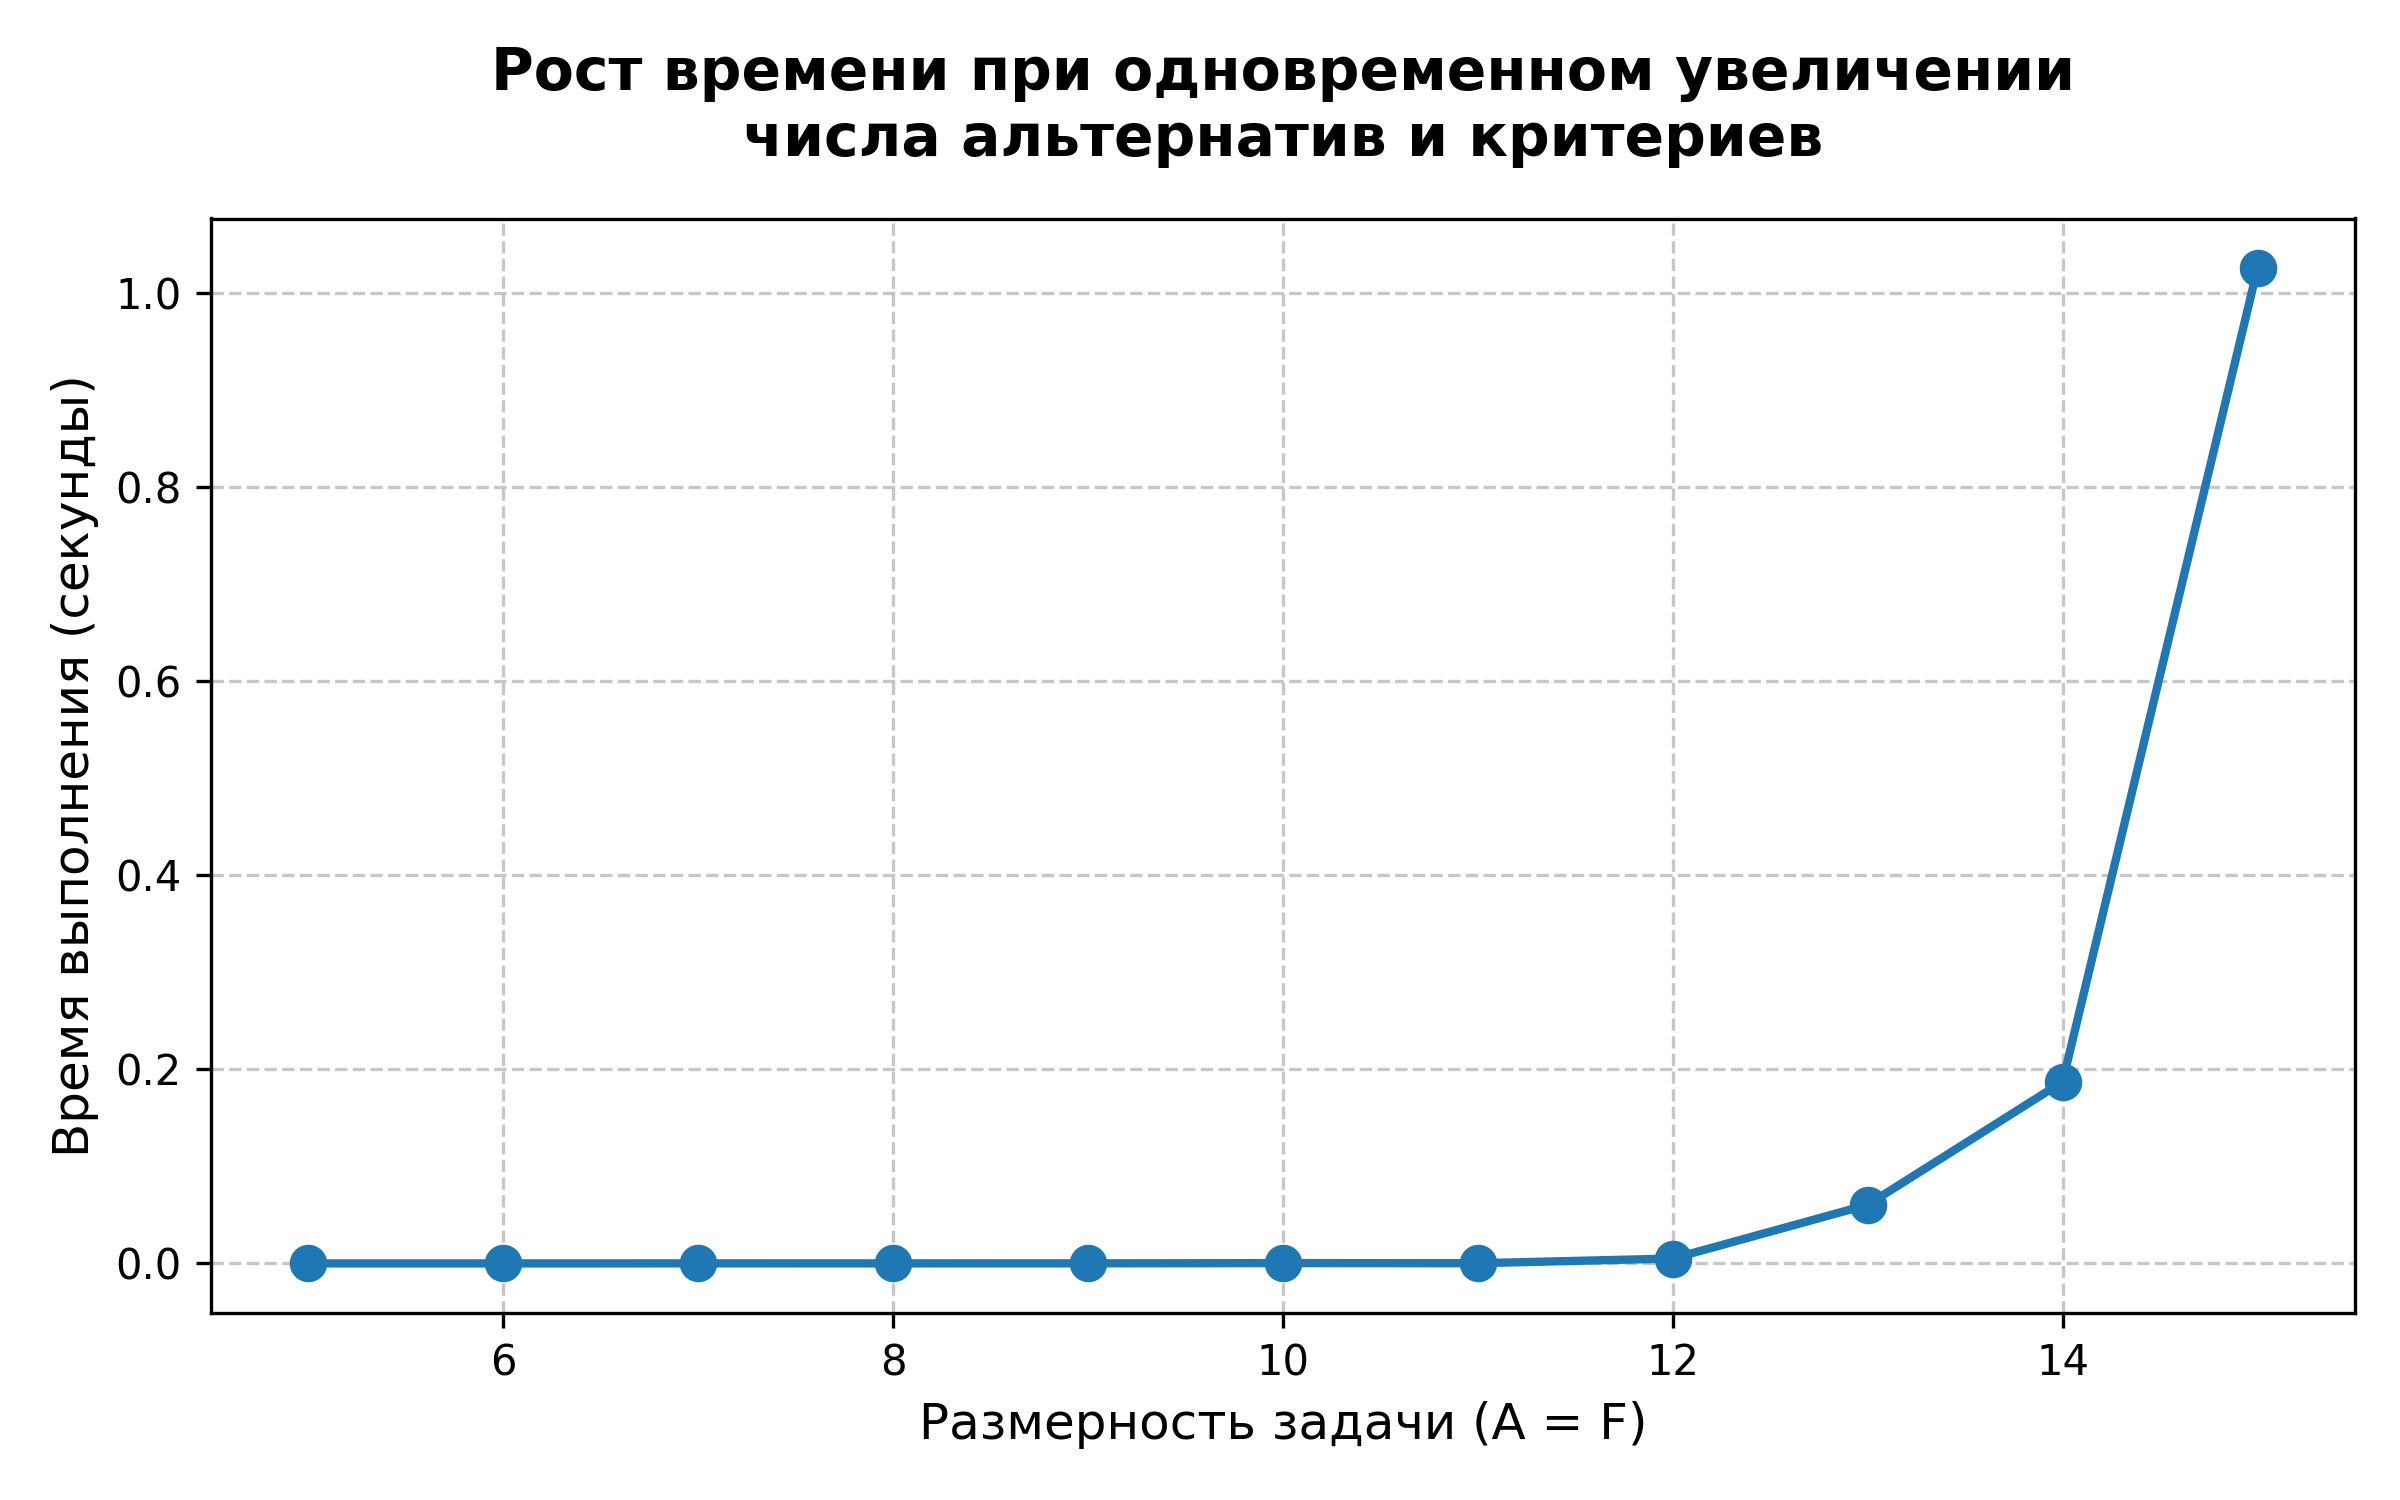 Рост времени при одновременном увеличении
числа альтернатив и критериев
Время выполнения (секунды)
1.0
0.8
0.6
0.4
0.2
0.0
6 8 10 12 14
Размерность задачи (A = F)